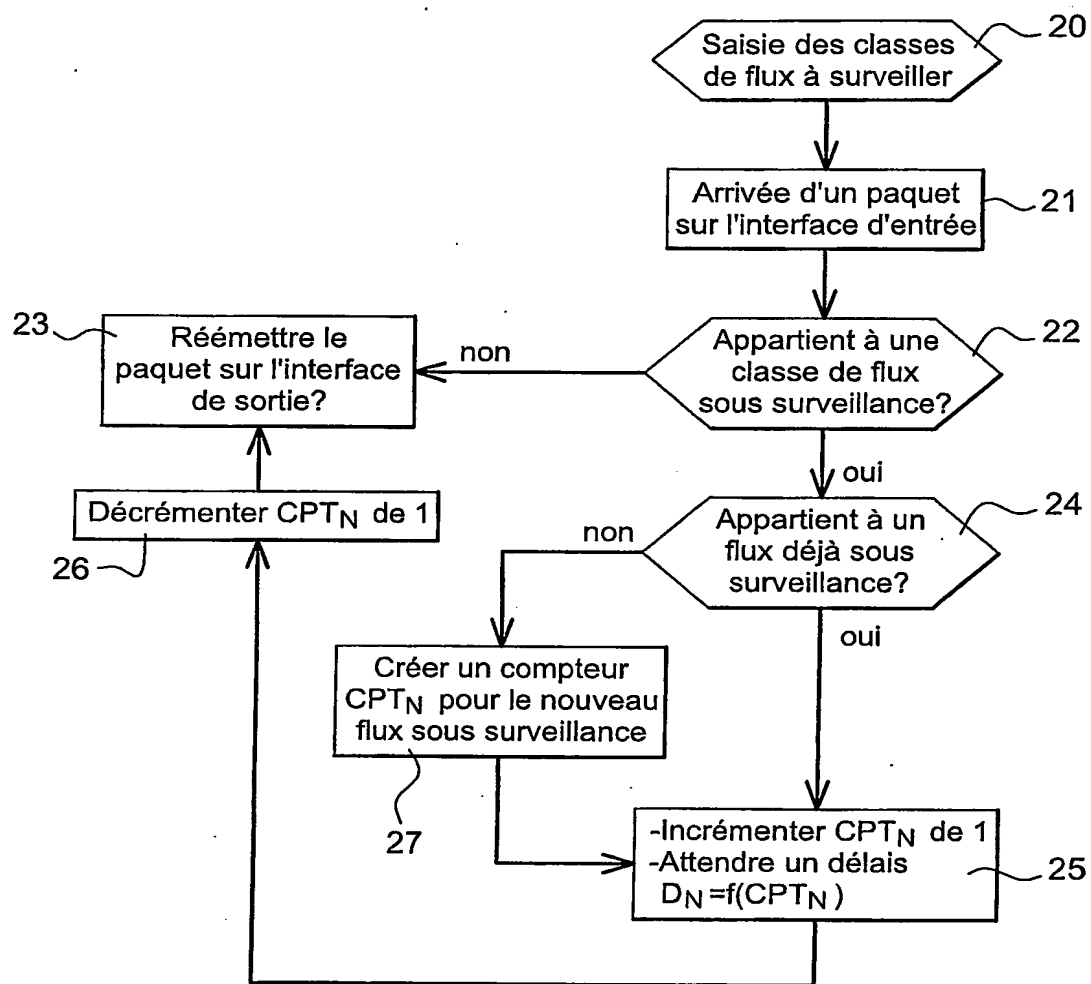 20
Saisie des classes
de flux à surveiller
Arrivée d'un paquet
sur l'interface d'entrée
21
23
Réémettre le
paquet sur l'interface
de sortie?
non
Appartient à une
classe de flux
sous surveillance?
22
oui
Décrémenter CPTN de 1
26
non
Appartient à un
flux déjà sous
surveillance?
24
oui
Créer un compteur
CPTN pour le nouveau
flux sous surveillance
27
-Incrémenter CPTN de 1
-Attendre un délais
DN=f(CPTN)
25